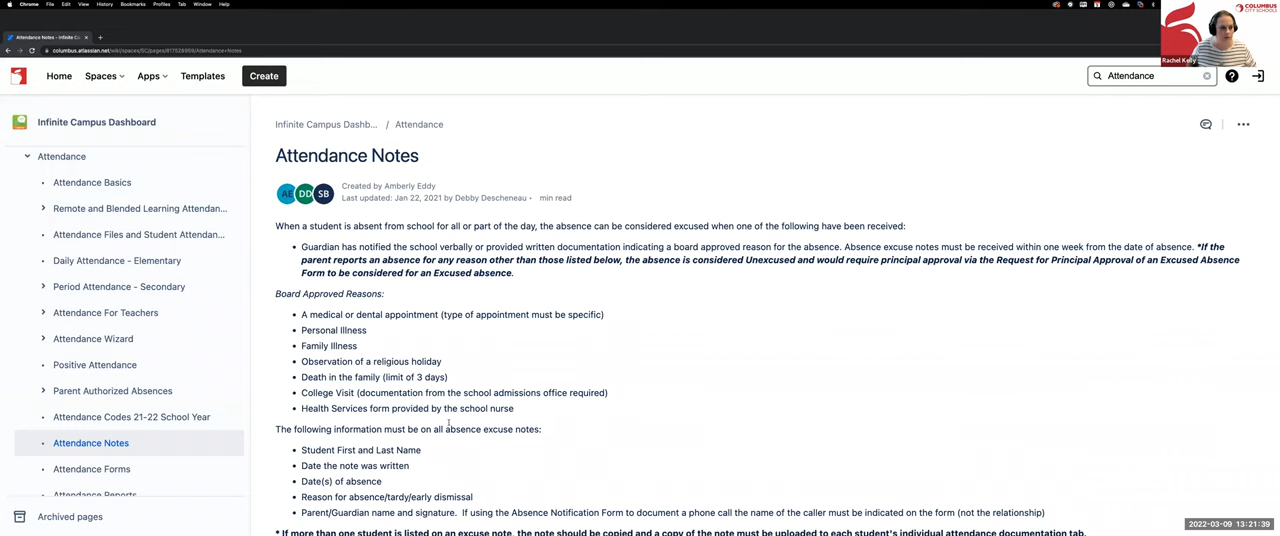 Chrome File Edit View History Bookmarks Profiles Tab Window Help
COLUMBUS
CITY SCHOOLS
Rachel Kelly
Attendance Notes - Infinite Ca
columbus.atlassian.net/wiki/spaces/SC/pages/817528959/Attendance+Notes
Home Spaces Apps Templates Create Attendance
Infinite Campus Dashboard
Attendance
Attendance Basics
Remote and Blended Learning Attendan...
Attendance Files and Student Attendan...
Daily Attendance - Elementary
Period Attendance - Secondary
Attendance For Teachers
Attendance Wizard
Positive Attendance
Parent Authorized Absences
Attendance Codes 21-22 School Year
Attendance Notes
Attendance Forms
Attendance Reports
Archived pages
Infinite Campus Dashb... / Attendance
Attendance Notes
AE DD SB
Created by Amberly Eddy
Last updated: Jan 22, 2021 by Debby Descheneau • min read
When a student is absent from school for all or part of the day, the absence can be considered excused when one of the following have been received:
• Guardian has notified the school verbally or provided written documentation indicating a board approved reason for the absence. Absence excuse notes must be received within one week from the date of absence. *If the
parent reports an absence for any reason other than those listed below, the absence is considered Unexcused and would require principal approval via the Request for Principal Approval of an Excused Absence
Form to be considered for an Excused absence.
Board Approved Reasons:
• A medical or dental appointment (type of appointment must be specific)
• Personal Illness
• Family Illness
• Observation of a religious holiday
• Death in the family (limit of 3 days)
• College Visit (documentation from the school admissions office required)
• Health Services form provided by the school nurse
The following information must be on all absence excuse notes:
• Student First and Last Name
• Date the note was written
• Date(s) of absence
• Reason for absence/tardy/early dismissal
• Parent/Guardian name and signature. If using the Absence Notification Form to document a phone call the name of the caller must be indicated on the form (not the relationship)
* If more than one student is listed on an excuse note, the note should be copied and a copy of the note must be uploaded to each student's individual attendance documentation tab.
2022-03-09 13:21:39